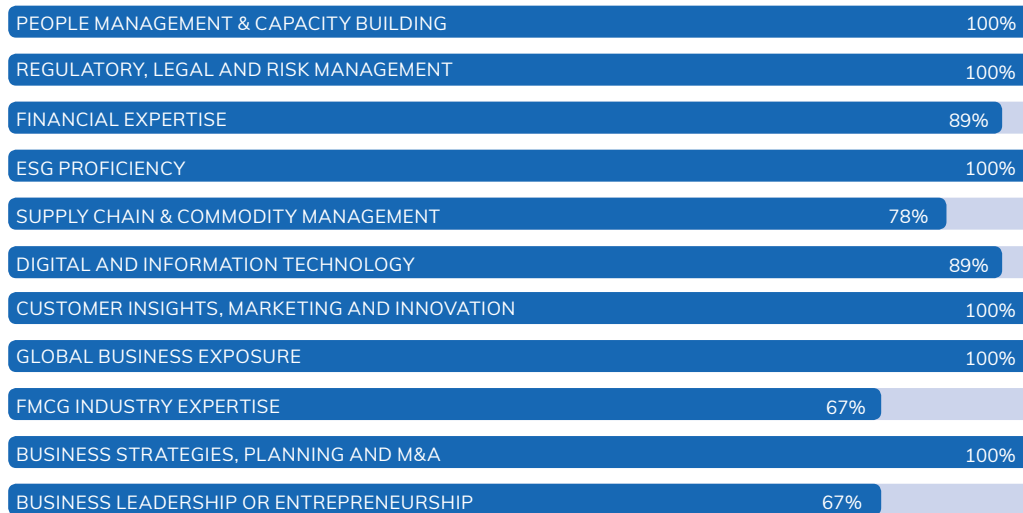 PEOPLE MANAGEMENT & CAPACITY BUILDING 100%
REGULATORY, LEGAL AND RISK MANAGEMENT 100%
FINANCIAL EXPERTISE 89%
ESG PROFICIENCY 100%
SUPPLY CHAIN & COMMODITY MANAGEMENT 78%
DIGITAL AND INFORMATION TECHNOLOGY 89%
CUSTOMER INSIGHTS, MARKETING AND INNOVATION 100%
GLOBAL BUSINESS EXPOSURE 100%
FMCG INDUSTRY EXPERTISE 67%
BUSINESS STRATEGIES, PLANNING AND M&A 100%
BUSINESS LEADERSHIP OR ENTREPRENEURSHIP 67%